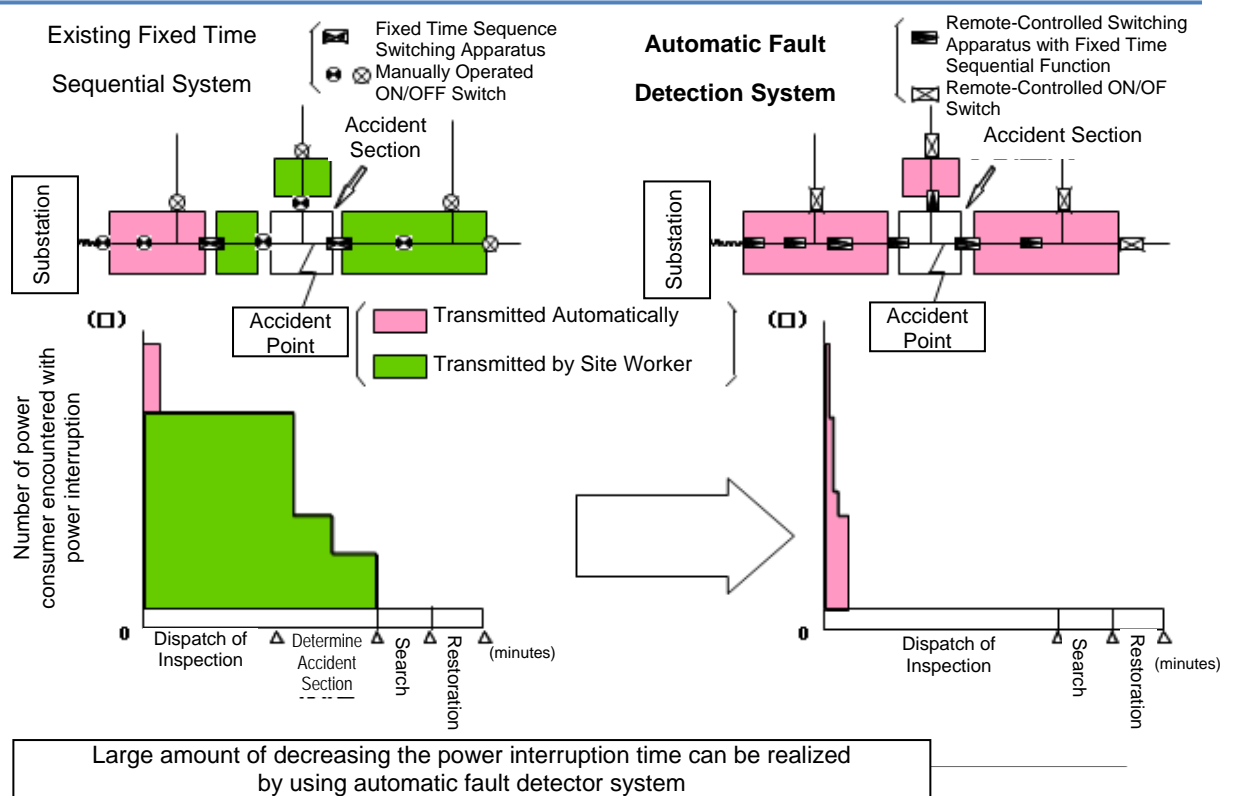 Existing Fixed Time
Sequential System
Fixed Time Sequence
Switching Apparatus
Manually Operated
ON/OFF Switch
Automatic Fault
Detection System
Remote-Controlled Switching
Apparatus with Fixed Time
Sequential Function
Remote-Controlled ON/OF
Switch
Accident
Section
Substation
Accident
Point
Accident Section
Substation
Accident
Point
Transmitted Automatically
Transmitted by Site Worker
(□)
Number of power
consumer encountered with
power interruption
0
Dispatch of
Inspection
Determine
Accident
Section
Search
Restoration
(minutes)
(□)
0
Dispatch of
Inspection
Search
Restoration
(minutes)
Large amount of decreasing the power interruption time can be realized
by using automatic fault detector system